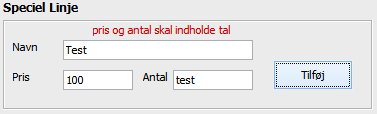 Speciel Linje
pris og antal skal indholde tal
Navn Test
Pris 100 Antal test Tilføj